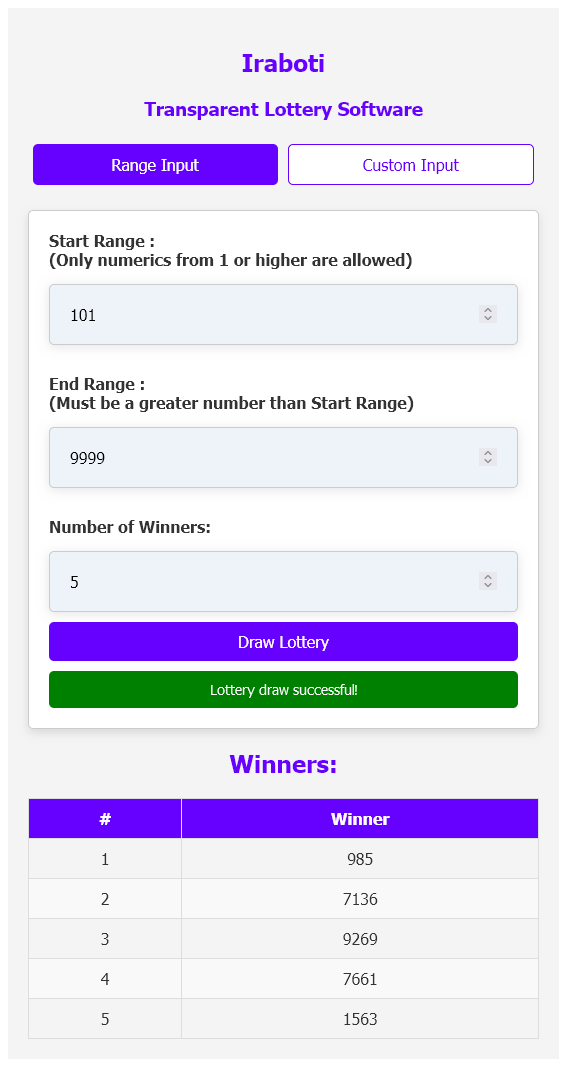 Iraboti
Transparent Lottery Software
Range Input
Custom Input
Start Range :
(Only numerics from 1 or higher are allowed)
101
End Range :
(Must be a greater number than Start Range)
9999
Number of Winners:
5
Draw Lottery
Lottery draw successful!
Winners:
# Winner
1 985
2 7136
3 9269
4 7661
5 1563